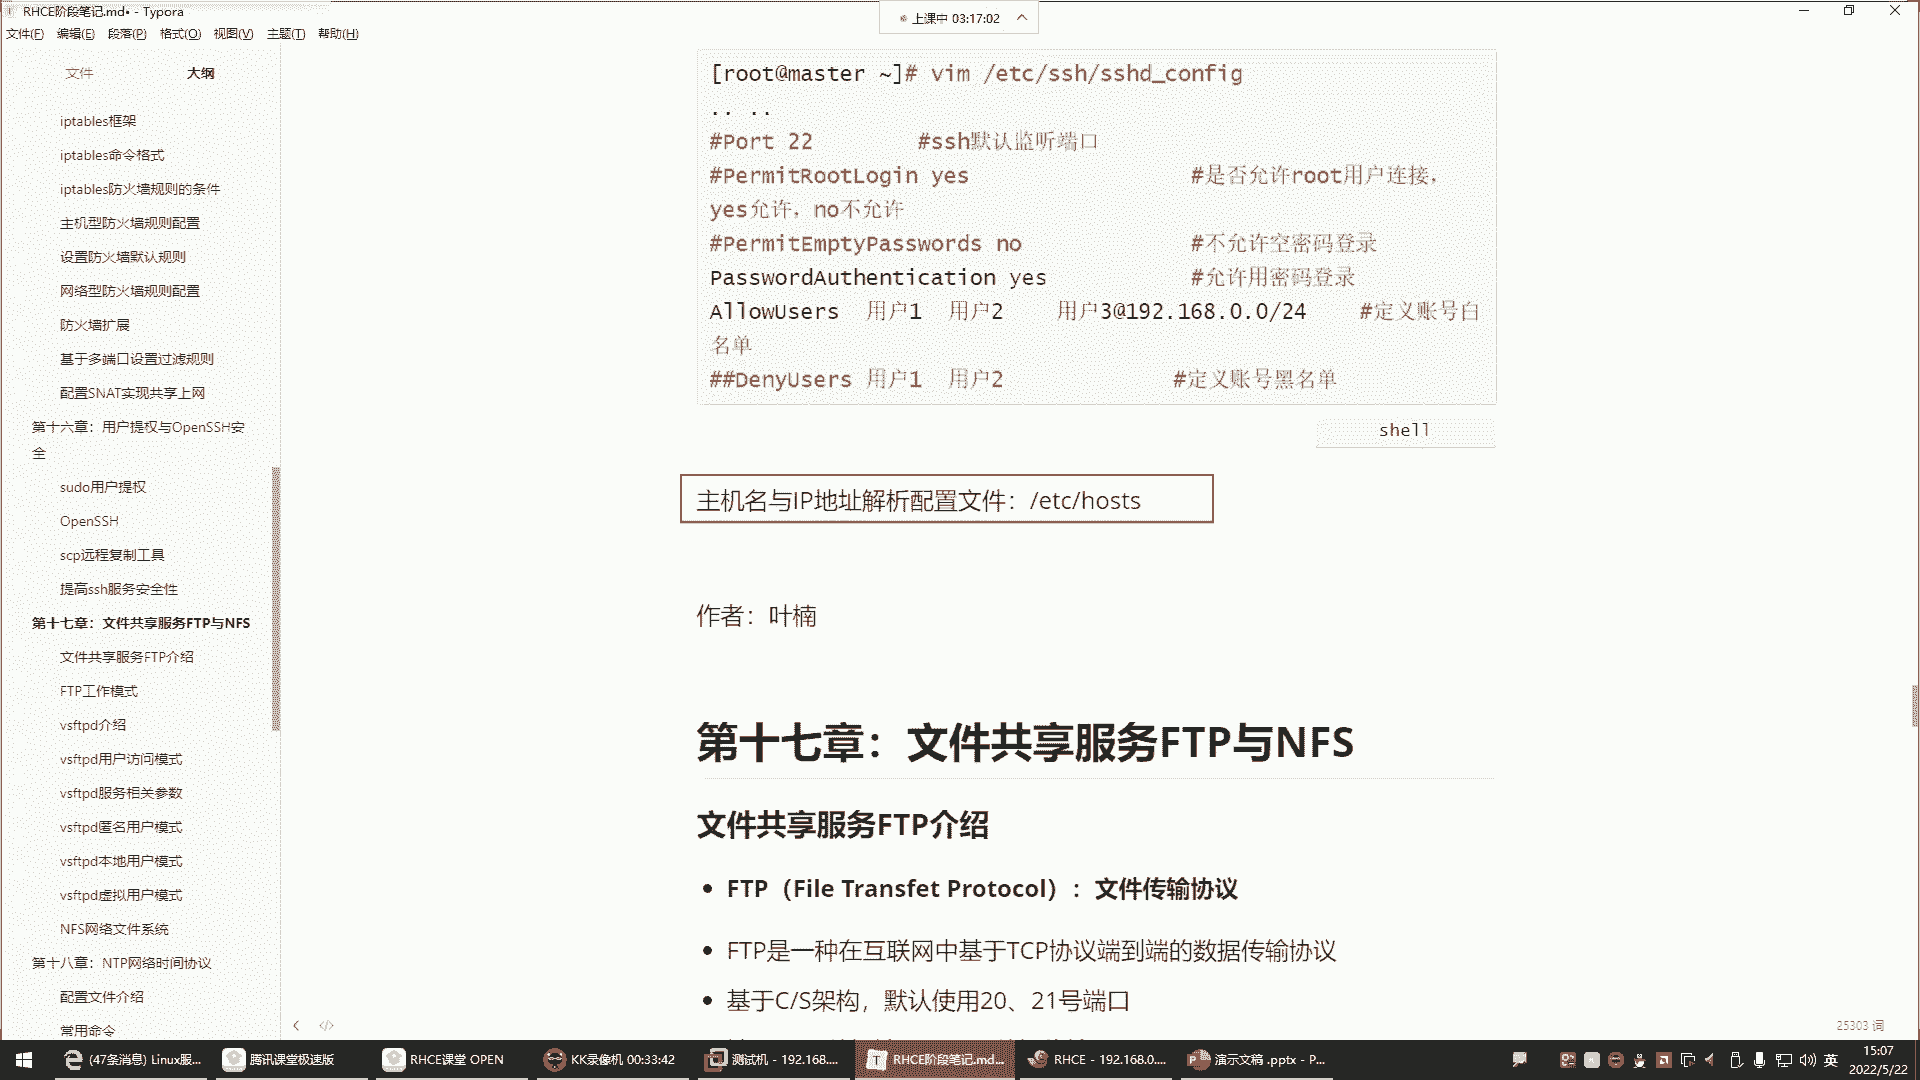 RHCE阶段笔记.md• - Typora
上课中 03:17:02
文件(F) 编辑(E) 段落(P) 格式(O) 视图(V) 主题(T) 帮助(H)
文件 大纲
iptables框架
iptables命令格式
iptables防火墙规则的条件
主机型防火墙规则配置
设置防火墙默认规则
网络型防火墙规则配置
防火墙扩展
基于多端口设置过滤规则
配置SNAT实现共享上网
第十六章：用户提权与OpenSSH安
全
sudo用户提权
OpenSSH
scp远程复制工具
提高ssh服务安全性
第十七章：文件共享服务FTP与NFS
文件共享服务FTP介绍
FTP工作模式
vsftpd介绍
vsftpd用户访问模式
vsftpd服务相关参数
vsftpd匿名用户模式
vsftpd本地用户模式
vsftpd虚拟用户模式
NFS网络文件系统
第十八章：NTP网络时间协议
配置文件介绍
常用命令
[root@master ~]# vim /etc/ssh/sshd_config
.. ..
#Port 22 #ssh默认监听端口
#PermitRootLogin yes #是否允许root用户连接，
yes允许，no不允许
#PermitEmptyPasswords no #不允许空密码登录
PasswordAuthentication yes #允许用密码登录
AllowUsers 用户1 用户2 用户3@192.168.0.0/24 #定义账号白
名单
##DenyUsers 用户1 用户2 #定义账号黑名单
shell
主机名与IP地址解析配置文件：/etc/hosts
作者：叶楠
第十七章：文件共享服务FTP与NFS
文件共享服务FTP介绍
FTP（File Transfet Protocol）：文件传输协议
FTP是一种在互联网中基于TCP协议端到端的数据传输协议
基于C/S架构，默认使用20、21号端口
25303 词
(47条消息) Linux服... 腾讯课堂极速版 RHCE课堂 OPEN KK录像机 00:33:42 测试机 - 192.168.... RHCE阶段笔记.md... RHCE - 192.168.0.... 演示文稿 .pptx - P... 英 15:07
2022/5/22